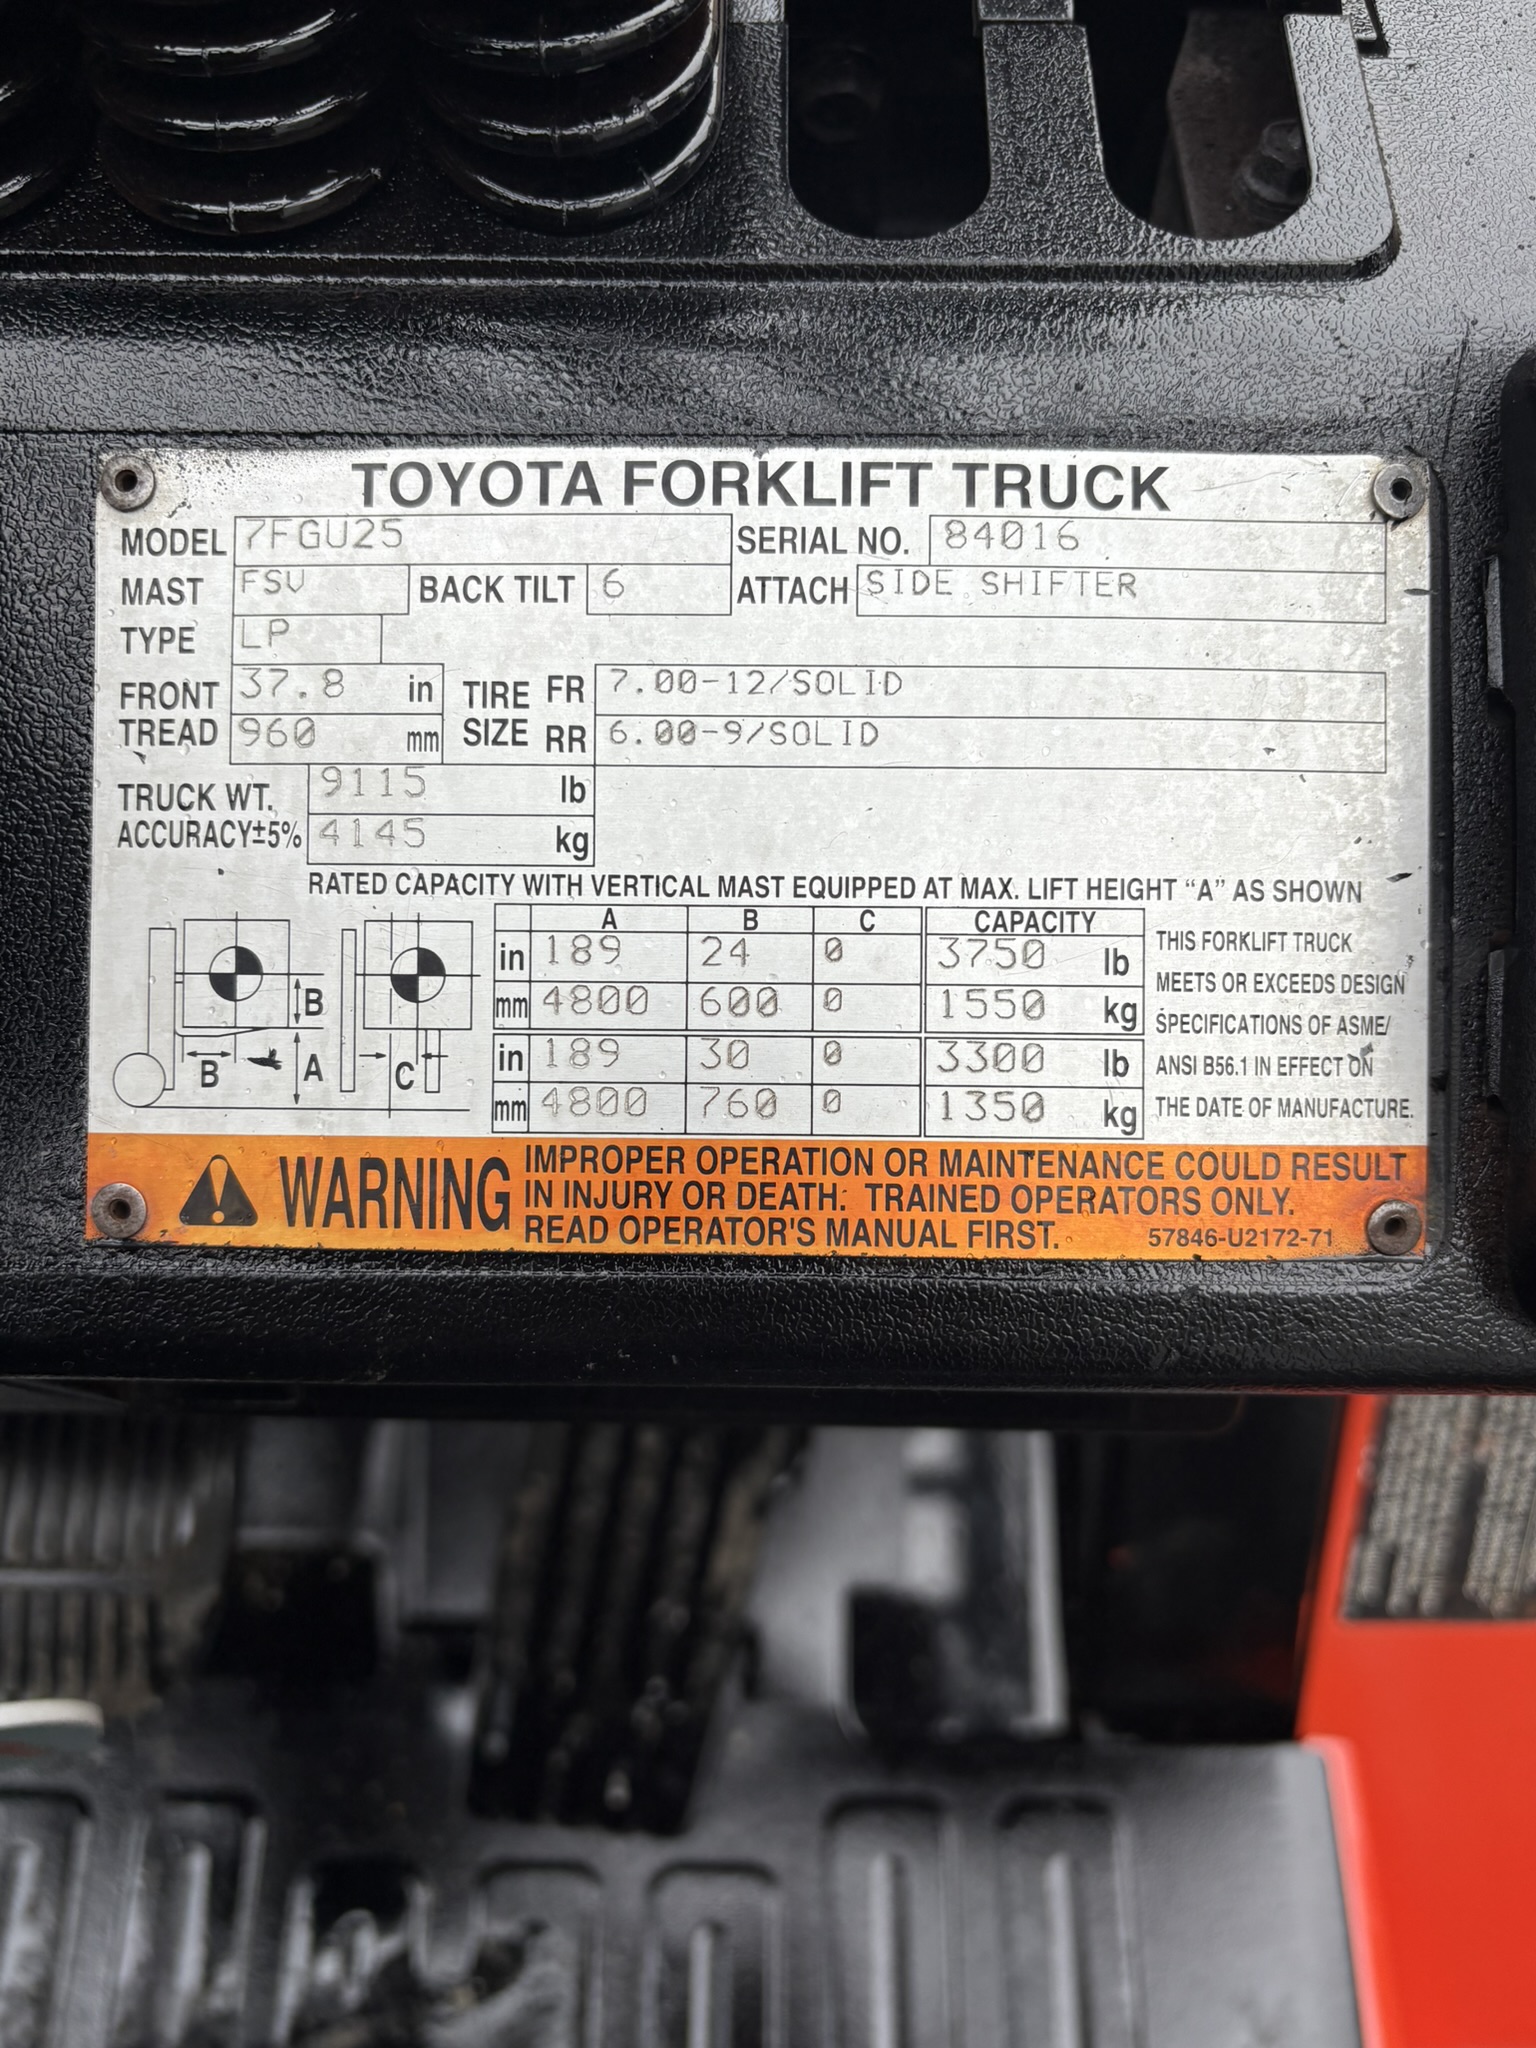 TOYOTA FORKLIFT TRUCK
MODEL 7FGU25 SERIAL NO. 84016
MAST FSV BACK TILT 6 ATTACH SIDE SHIFTER
TYPE LP
FRONT TREAD 37.8 in TIRE SIZE FR 7.00-12/SOLID
960 mm RR 6.00-9/SOLID
TRUCK WT. 9115 lb
ACCURACY±5% 4145 kg
RATED CAPACITY WITH VERTICAL MAST EQUIPPED AT MAX. LIFT HEIGHT "A" AS SHOWN
A B C CAPACITY
in 189 24 0 3750 lb
mm 4800 600 0 1550 kg
in 189 30 0 3300 lb
mm 4800 760 0 1350 kg
B
B A C
THIS FORKLIFT TRUCK
MEETS OR EXCEEDS DESIGN
SPECIFICATIONS OF ASME/
ANSI B56.1 IN EFFECT ON
THE DATE OF MANUFACTURE.
WARNING
IMPROPER OPERATION OR MAINTENANCE COULD RESULT
IN INJURY OR DEATH. TRAINED OPERATORS ONLY.
READ OPERATOR'S MANUAL FIRST. 57846-U2172-71